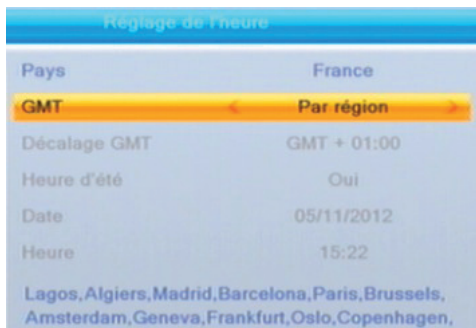 Réglage de l'heure
Pays France
GMT < Par région >
Décalage GMT GMT + 01:00
Heure d'été Oui
Date 05/11/2012
Heure 15:22
Lagos,Algiers,Madrid,Barcelona,Paris,Brussels,
Amsterdam,Geneva,Frankfurt,Oslo,Copenhagen,